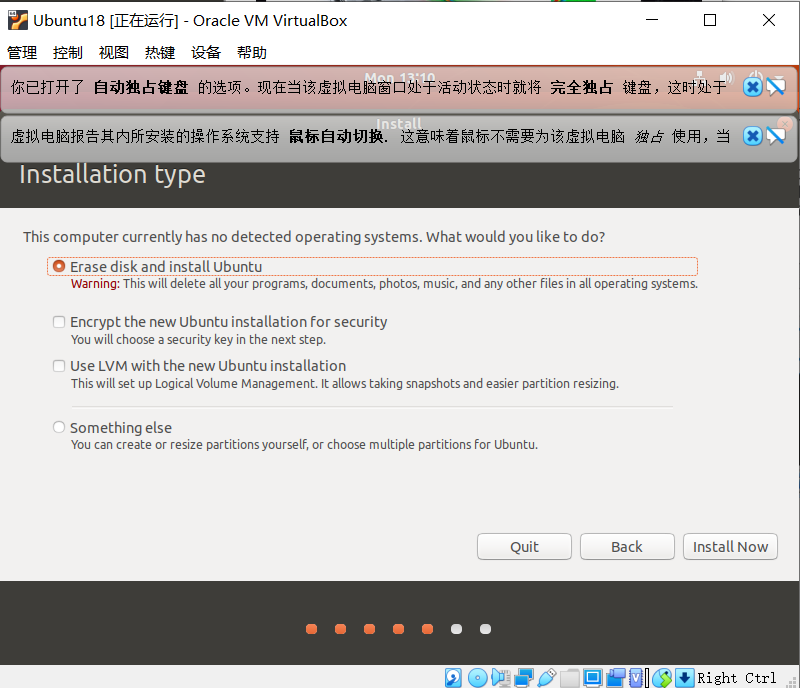 Ubuntu18 [正在运行] - Oracle VM VirtualBox
管理 控制 视图 热键 设备 帮助
Mon 13:10
你已打开了 自动独占键盘 的选项。现在当该虚拟电脑窗口处于活动状态时就将 完全独占 键盘，这时处于
Install
虚拟电脑报告其内所安装的操作系统支持 鼠标自动切换. 这意味着鼠标不需要为该虚拟电脑 独占 使用，当
Installation type
This computer currently has no detected operating systems. What would you like to do?
Erase disk and install Ubuntu
Warning: This will delete all your programs, documents, photos, music, and any other files in all operating systems.
Encrypt the new Ubuntu installation for security
You will choose a security key in the next step.
Use LVM with the new Ubuntu installation
This will set up Logical Volume Management. It allows taking snapshots and easier partition resizing.
Something else
You can create or resize partitions yourself, or choose multiple partitions for Ubuntu.
Quit Back Install Now
Right Ctrl